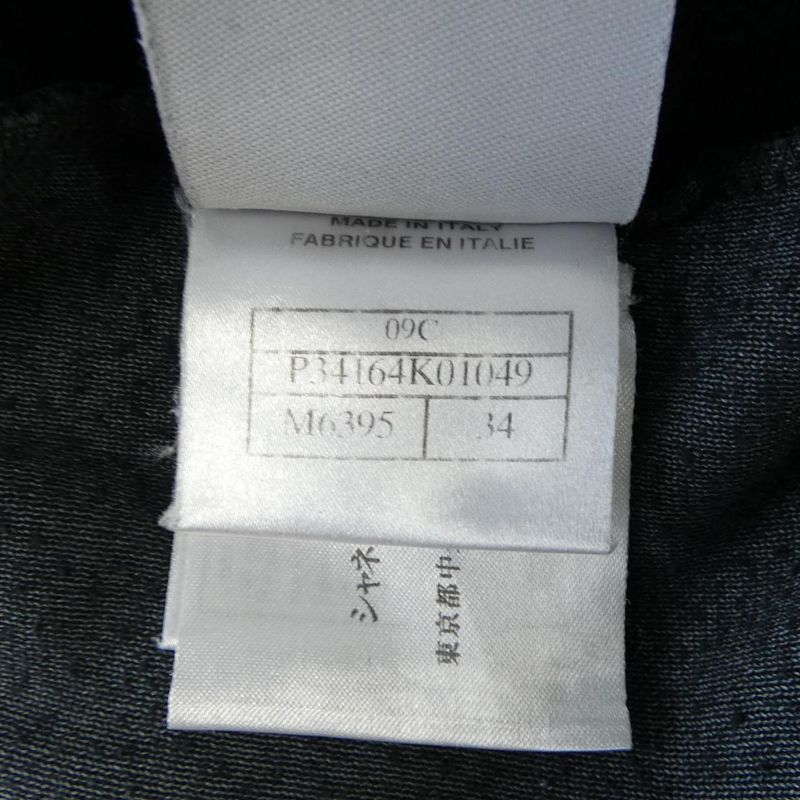 MADE IN ITALY
FABRIQUE EN ITALIE
09C
P34164K01049
M6395 34
シャネ
東京都中